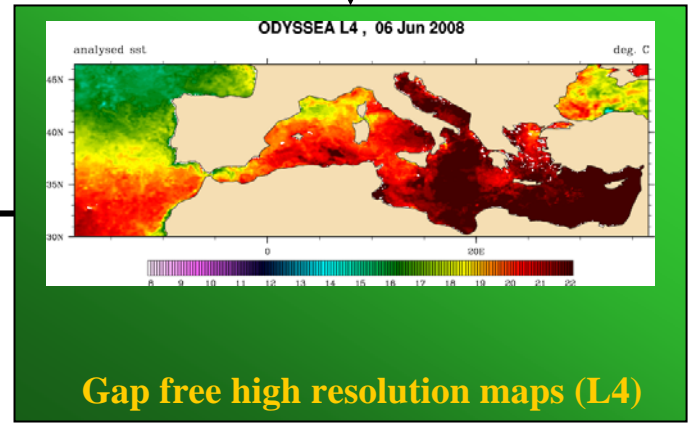 ODYSSEA L4 , 06 Jun 2008
analysed sst deg. C
45N
40N
35N
30N
0 20E
8 9 10 11 12 13 14 15 16 17 18 19 20 21 22
Gap free high resolution maps (L4)